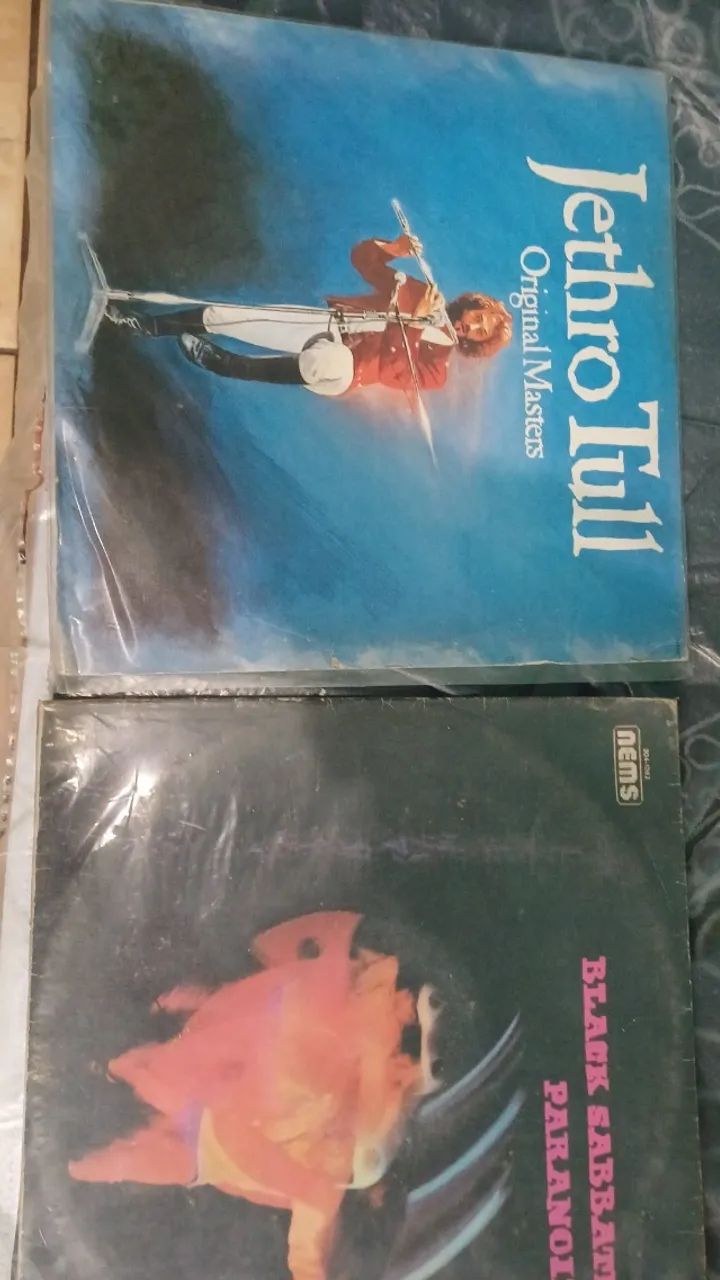 Jethro Tull
Original Masters
nems
BLACK SABBAT
PARANOI